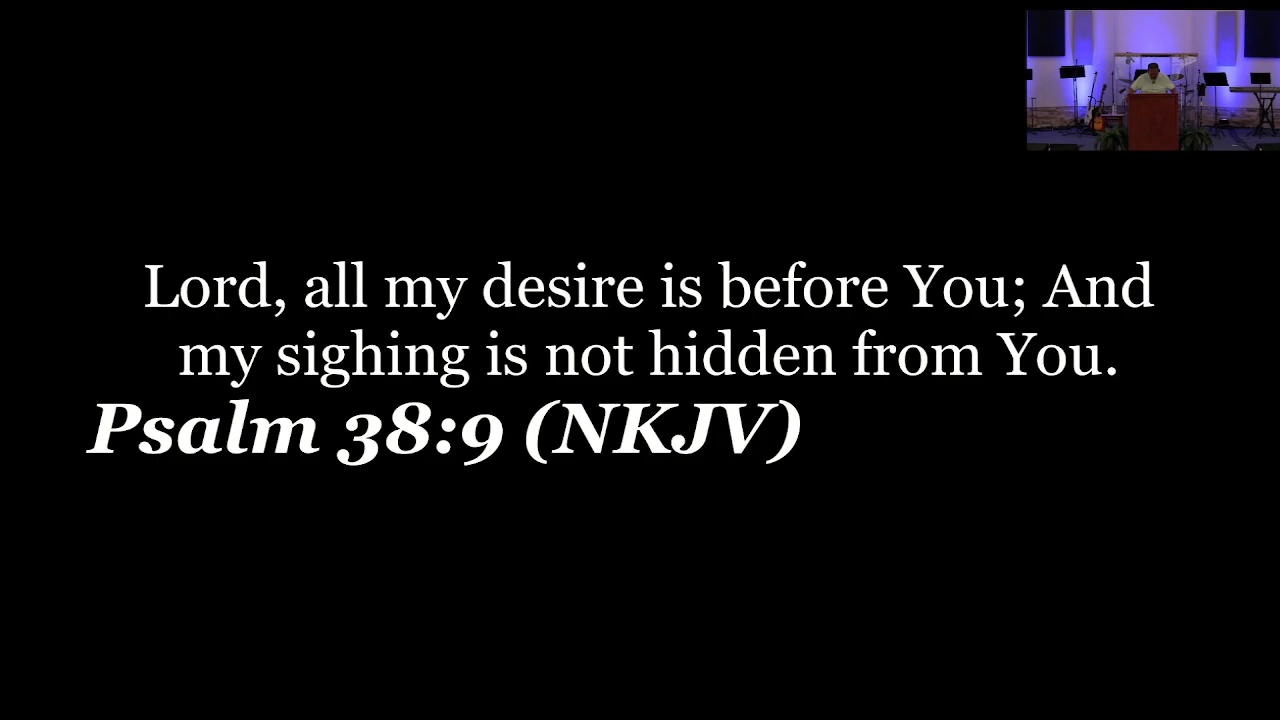 Lord, all my desire is before You; And
my sighing is not hidden from You.
Psalm 38:9 (NKJV)